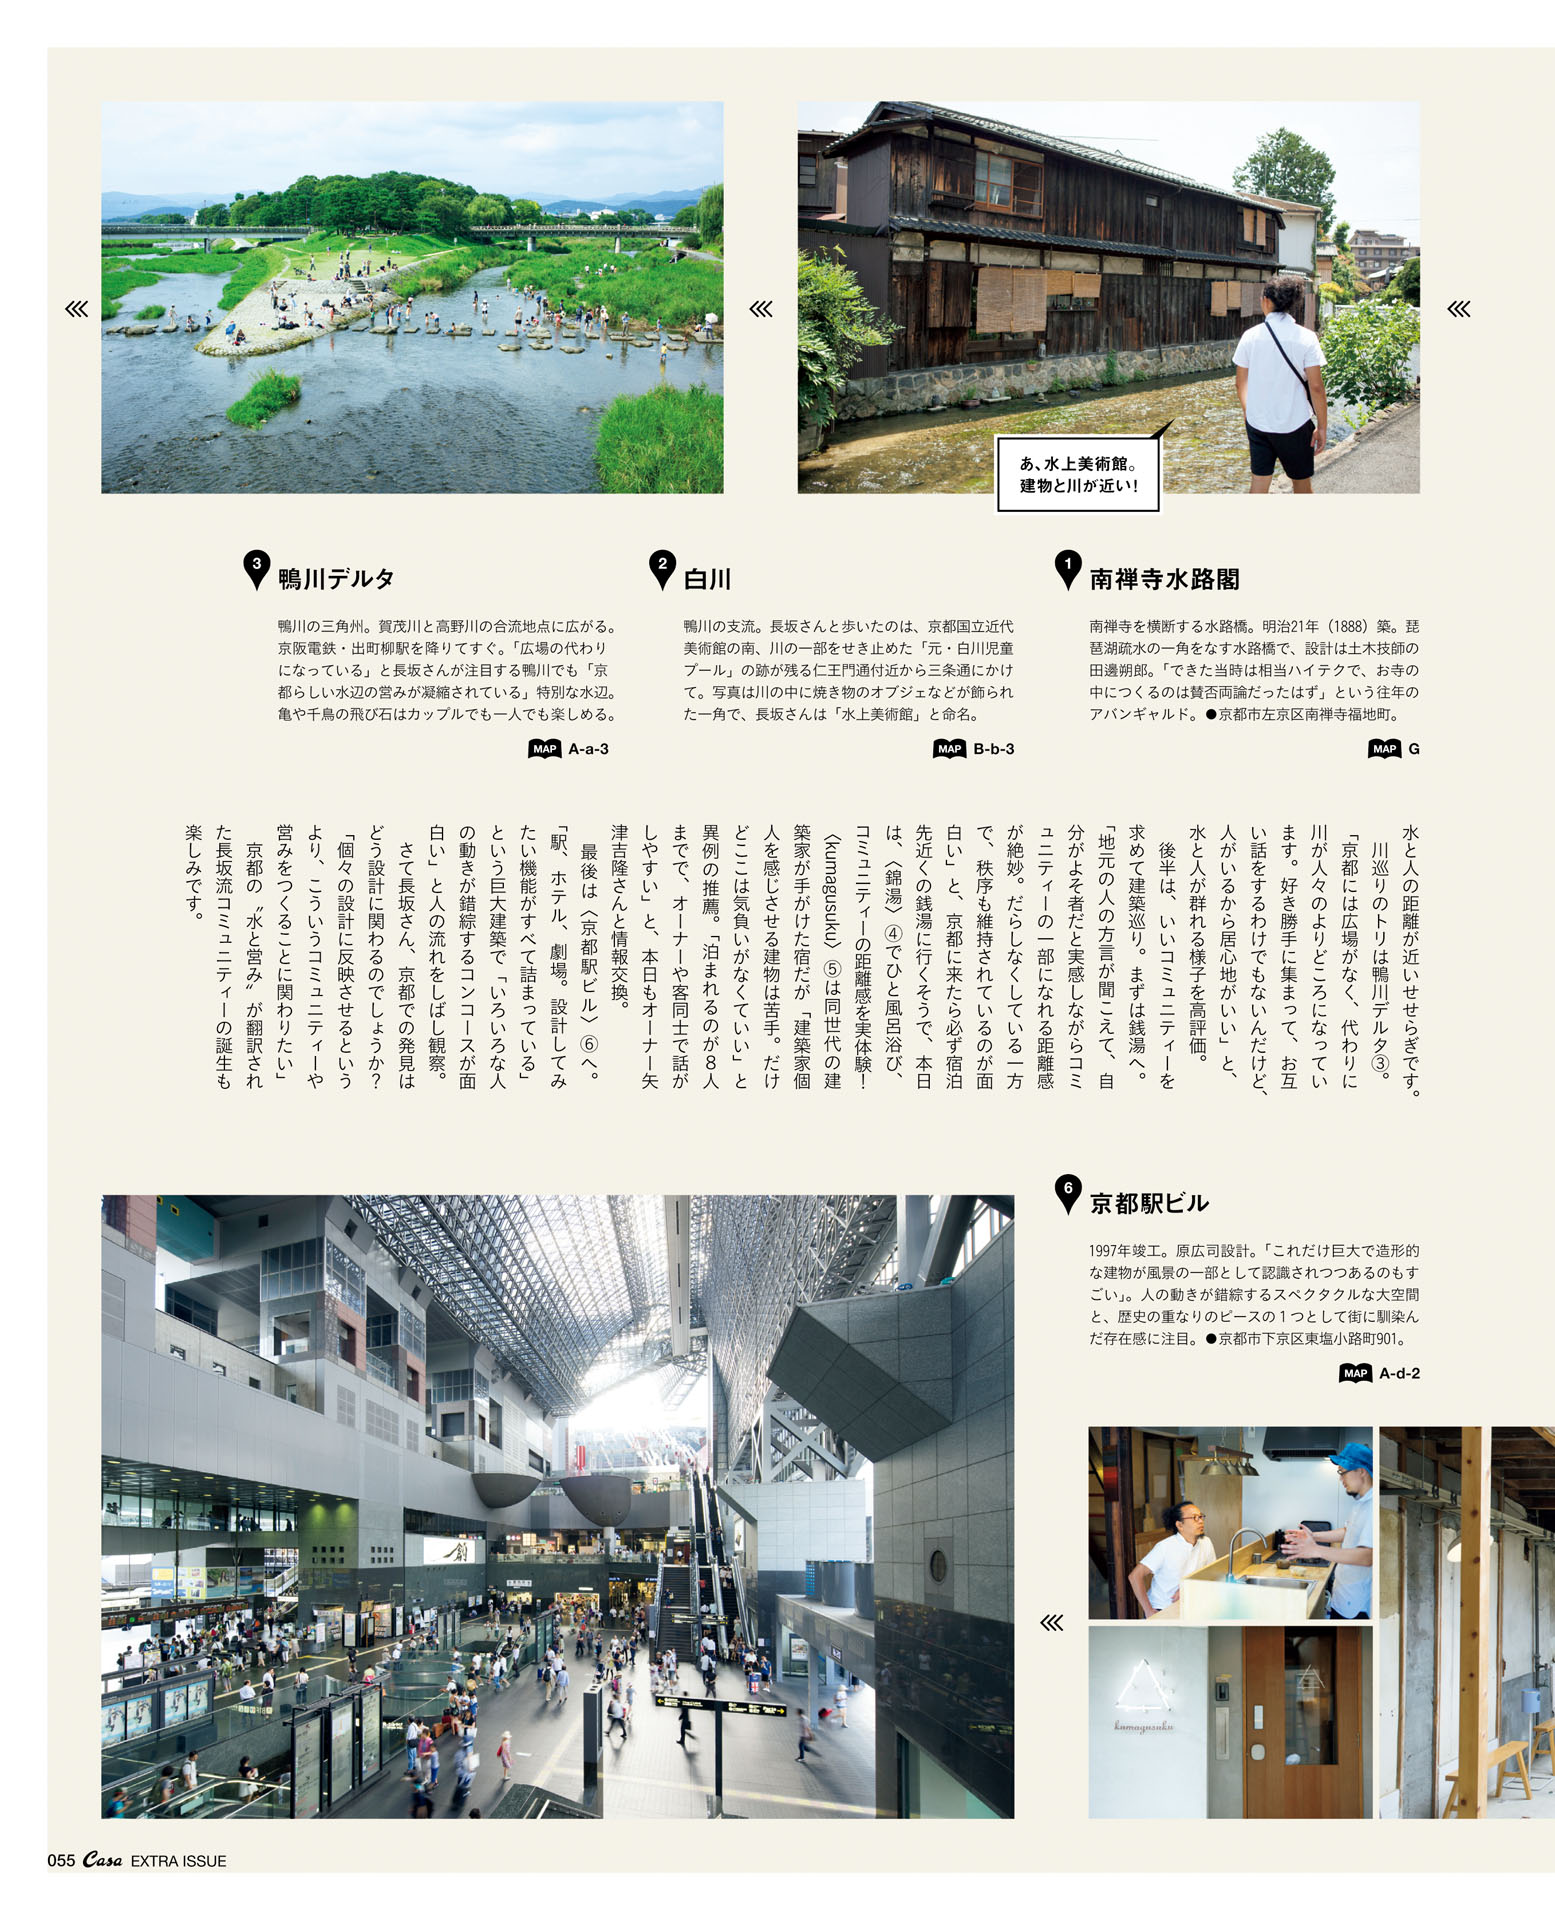 あ、水上美術館。
建物と川が近い!
1 南禅寺水路閣
南禅寺を横断する水路橋。明治21年（1888）築。琵
琶湖疏水の一角をなす水路橋で、設計は土木技師の
田邊朔郎。「できた当時は相当ハイテクで、お寺の
中につくるのは賛否両論だったはず」という往年の
アバンギャルド。●京都市左京区南禅寺福地町。
MAP G
2 白川
鴨川の支流。長坂さんと歩いたのは、京都国立近代
美術館の南、川の一部をせき止めた「元・白川児童
プール」の跡が残る仁王門通付近から三条通にかけ
て。写真は川の中に焼き物のオブジェなどが飾られ
た一角で、長坂さんは「水上美術館」と命名。
MAP B-b-3
3 鴨川デルタ
鴨川の三角州。賀茂川と高野川の合流地点に広がる。
京阪電鉄・出町柳駅を降りてすぐ。「広場の代わり
になっている」と長坂さんが注目する鴨川でも「京
都らしい水辺の営みが凝縮されている」特別な水辺。
亀や千鳥の飛び石はカップルでも一人でも楽しめる。
MAP A-a-3
水と人の距離が近いせせらぎです。
川巡りのトリは鴨川デルタ③。
「京都には広場がなく、代わりに
川が人々のよりどころになってい
ます。好き勝手に集まって、お互
い話をするわけでもないんだけど、
人がいるから居心地がいい」と、
水と人が群れる様子を高評価。
後半は、いいコミュニティーを
求めて建築巡り。まずは銭湯へ。
「地元の人の方言が聞こえて、自
分がよそ者だと実感しながらコミ
ュニティーの一部になれる距離感
が絶妙。だらしなくしている一方
で、秩序も維持されているのが面
白い」と、京都に来たら必ず宿泊
先近くの銭湯に行くそうで、本日
は、〈錦湯〉④でひと風呂浴び、
コミュニティーの距離感を実体験！
〈kumagusuku〉⑤は同世代の建
築家が手がけた宿だが「建築家個
人を感じさせる建物は苦手。だけ
どここは気負いがなくていい」と
異例の推薦。「泊まれるのが８人
までで、オーナーや客同士で話が
しやすい」と、本日もオーナー矢
津吉隆さんと情報交換。
最後は〈京都駅ビル〉⑥へ。
「駅、ホテル、劇場。設計してみ
たい機能がすべて詰まっている」
という巨大建築で「いろいろな人
の動きが錯綜するコンコースが面
白い」と人の流れをしばし観察。
さて長坂さん、京都での発見は
どう設計に関わるのでしょうか？
「個々の設計に反映させるという
より、こういうコミュニティーや
営みをつくることに関わりたい」
京都の〝水と営み〟が翻訳され
た長坂流コミュニティーの誕生も
楽しみです。
6 京都駅ビル
1997年竣工。原広司設計。「これだけ巨大で造形的
な建物が風景の一部として認識されつつあるのもす
ごい」。人の動きが錯綜するスペクタクルな大空間
と、歴史の重なりのピースの１つとして街に馴染ん
だ存在感に注目。●京都市下京区東塩小路町901。
MAP A-d-2
創
kumagusuku
055 Casa EXTRA ISSUE